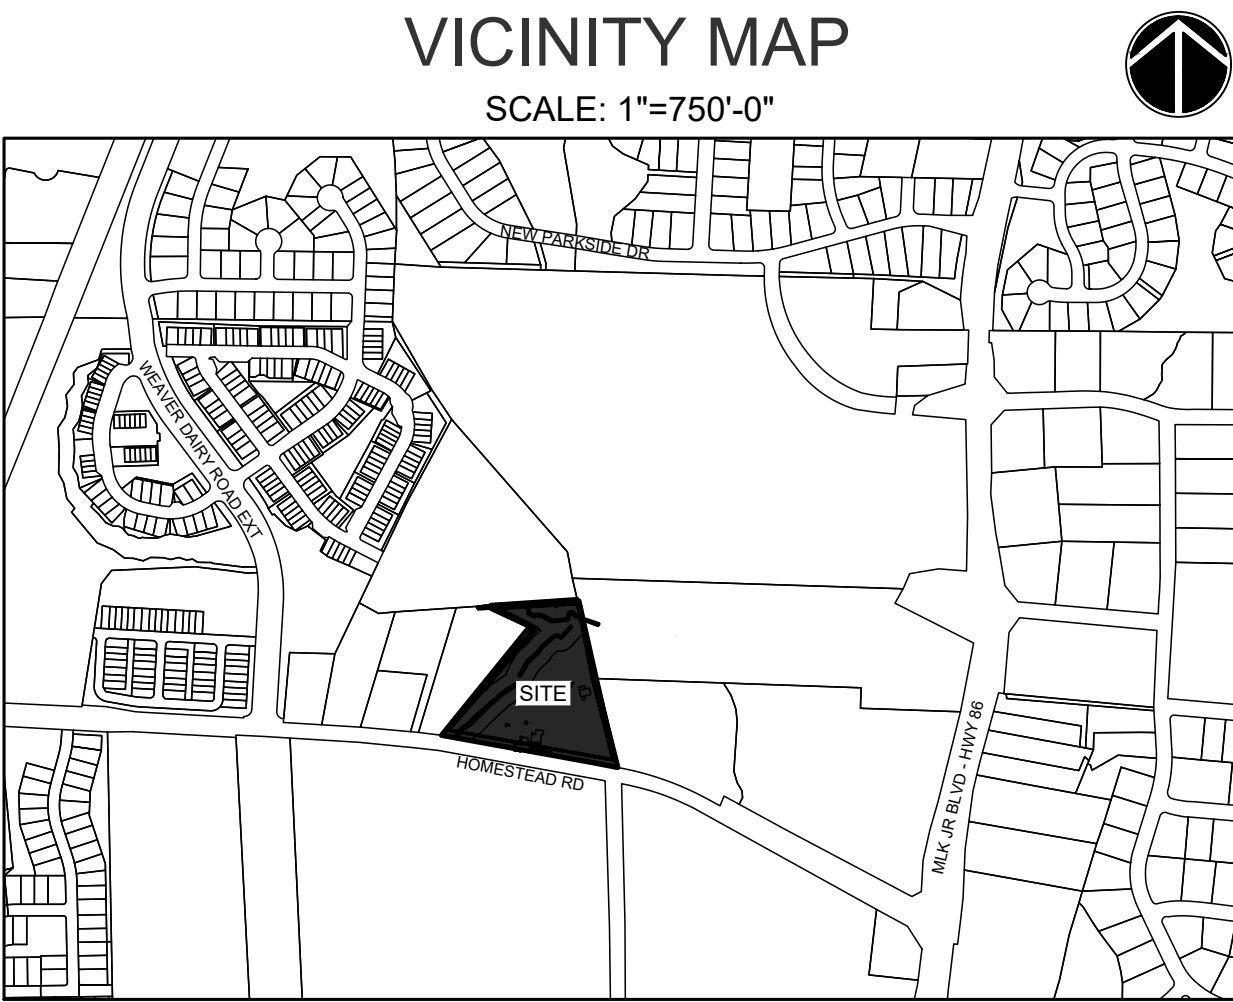 VICINITY MAP
SCALE: 1"=750'-0"
NEW PARKSIDE DR
WEAVER DAIRY ROAD EXT
SITE
HOMESTEAD RD
MLK JR BLVD - HWY 86